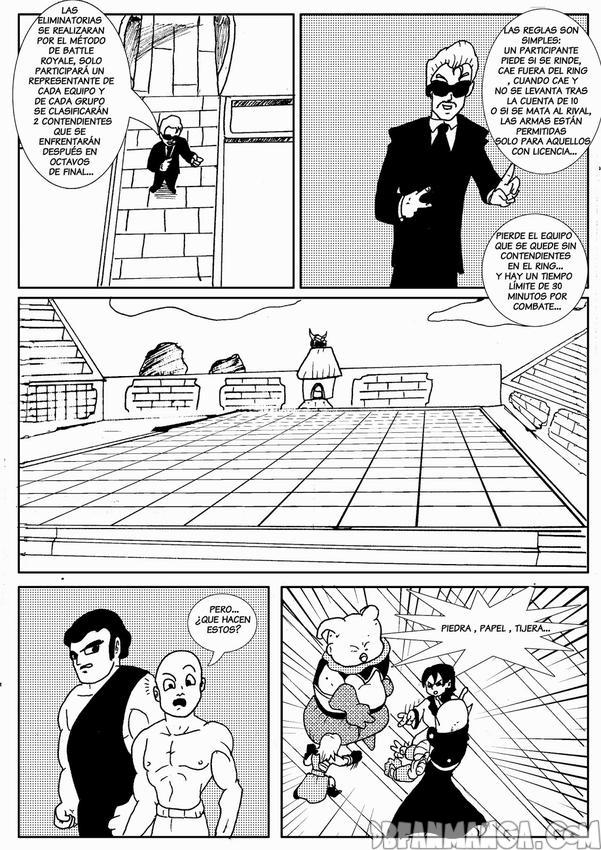 LAS
ELIMINATORIAS
SE REALIZARAN
POR EL MÉTODO
DE BATTLE
ROYALE, SOLO
PARTICIPARÁ UN
REPRESENTANTE DE
CADA EQUIPO Y
DE CADA GRUPO
SE CLASIFICARÁN
2 CONTENDIENTES
QUE SE
ENFRENTARÁN
DESPUÉS EN
OCTAVOS
DE FINAL...
LAS REGLAS SON
SIMPLES:
UN PARTICIPANTE
PIEDE SI SE RINDE,
CAE FUERA DEL RING
, CUANDO CAE Y
NO SE LEVANTA TRAS
LA CUENTA DE 10
O SI SE MATA AL RIVAL,
LAS ARMAS ESTÁN
PERMITIDAS
SOLO PARA AQUELLOS
CON LICENCIA...
PIERDE EL EQUIPO
QUE SE QUEDE SIN
CONTENDIENTES
EN EL RING...
Y HAY UN TIEMPO
LÍMITE DE 30
MINUTOS POR
COMBATE...
PERO...
¿QUE HACEN
ESTOS?
PIEDRA , PAPEL , TIJERA...
DBFANMANGA.COM